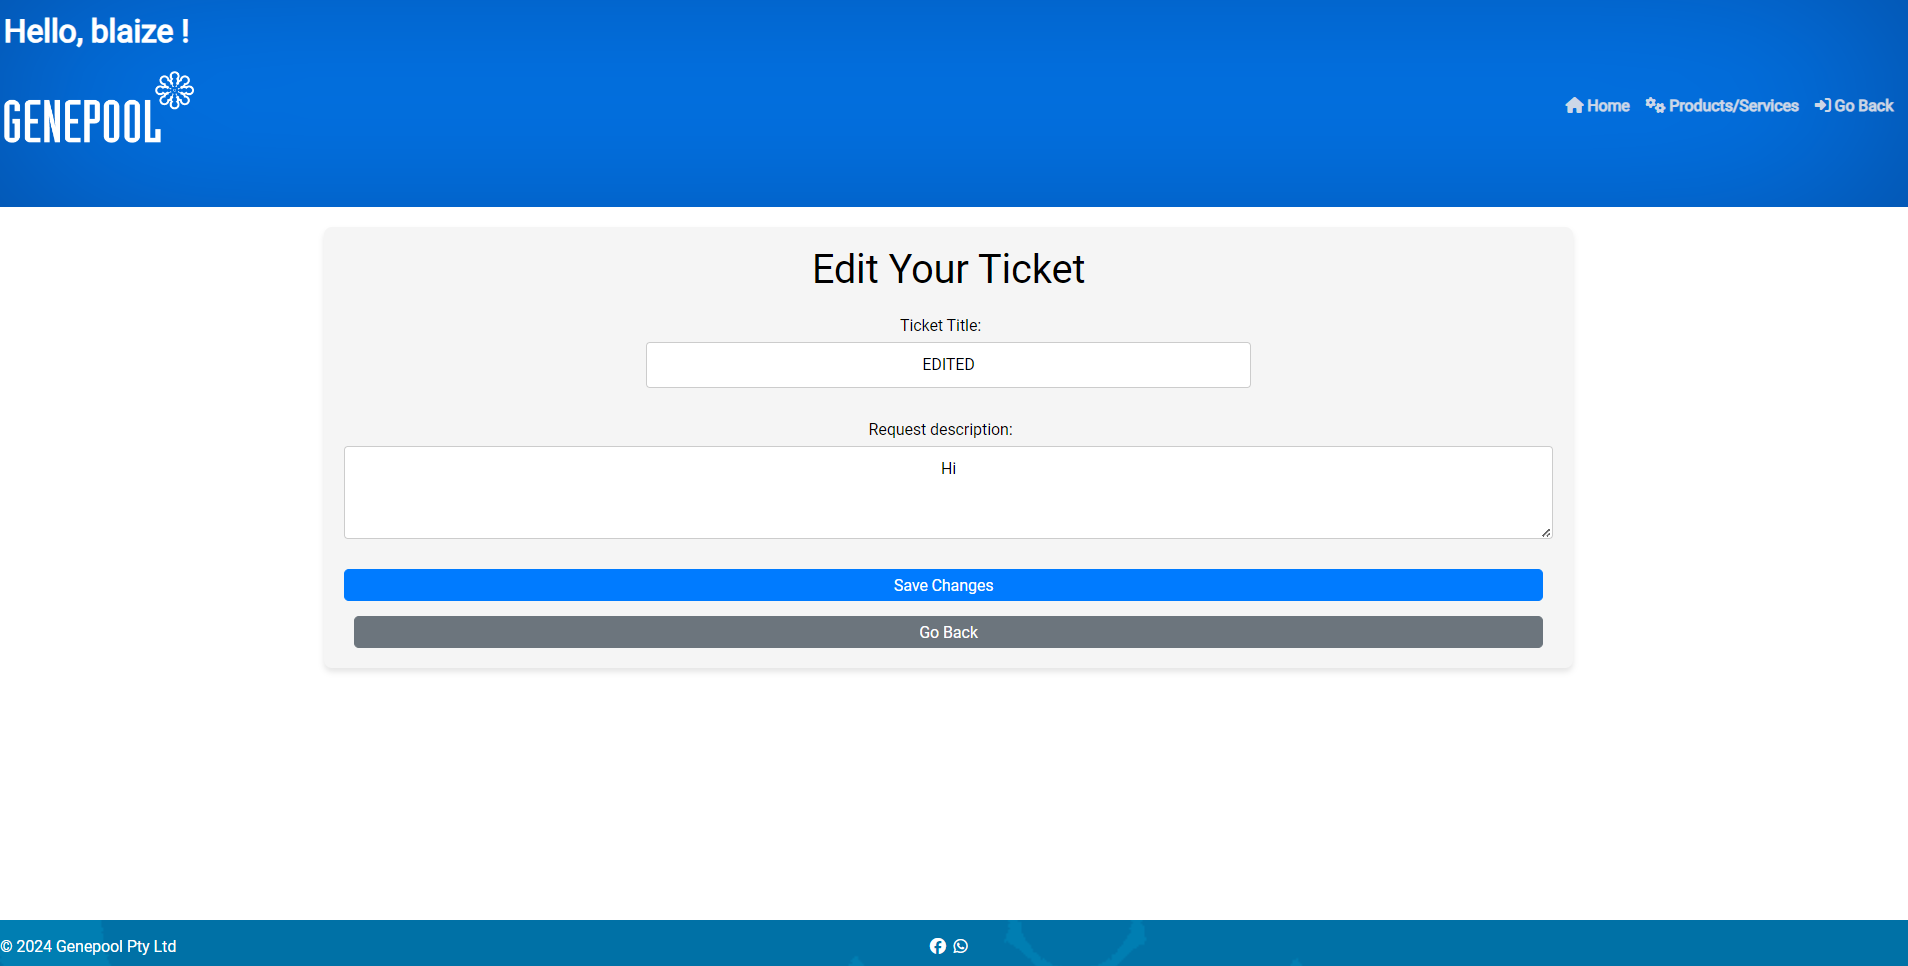 Hello, blaize !
GENEPOOL
Home Products/Services Go Back
Edit Your Ticket
Ticket Title:
EDITED
Request description:
Hi
Save Changes
Go Back
© 2024 Genepool Pty Ltd